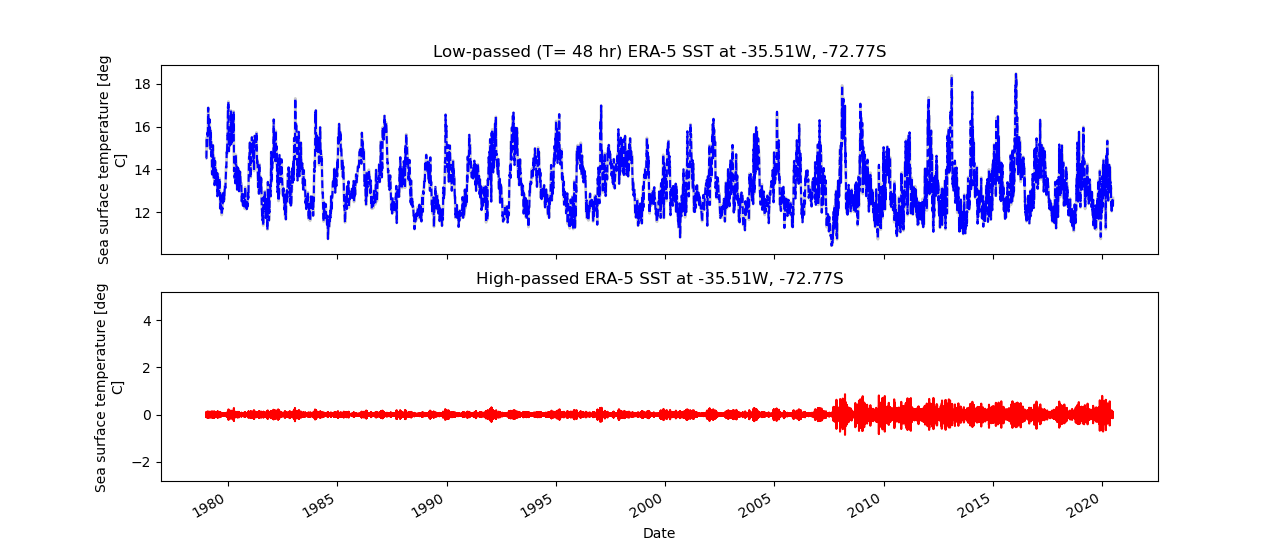 Low-passed (T= 48 hr) ERA-5 SST at -35.51W, -72.77S
Sea surface temperature [deg
C]
18
16
14
12
High-passed ERA-5 SST at -35.51W, -72.77S
Sea surface temperature [deg
C]
4
2
0
−2
1980
1985
1990
1995
2000
2005
2010
2015
2020
Date